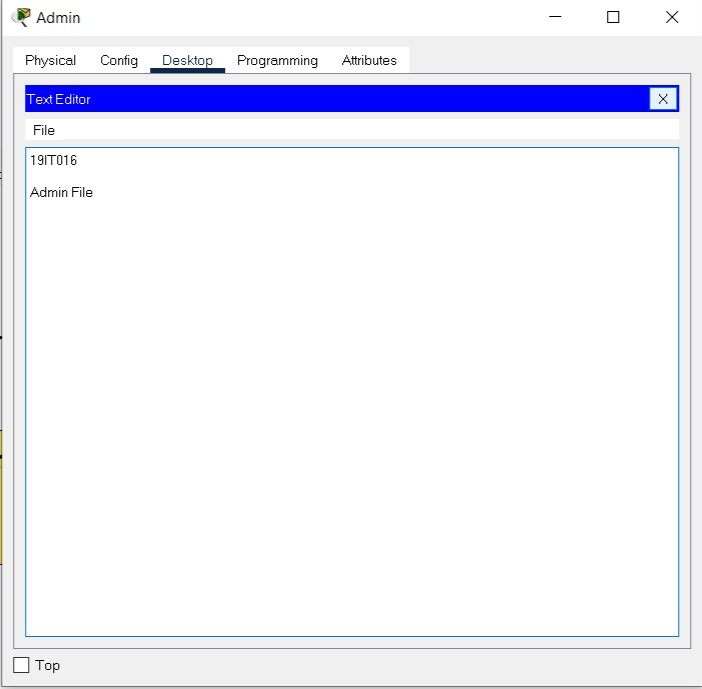 Admin
Physical Config Desktop Programming Attributes
Text Editor X
File
19IT016
Admin File
Top